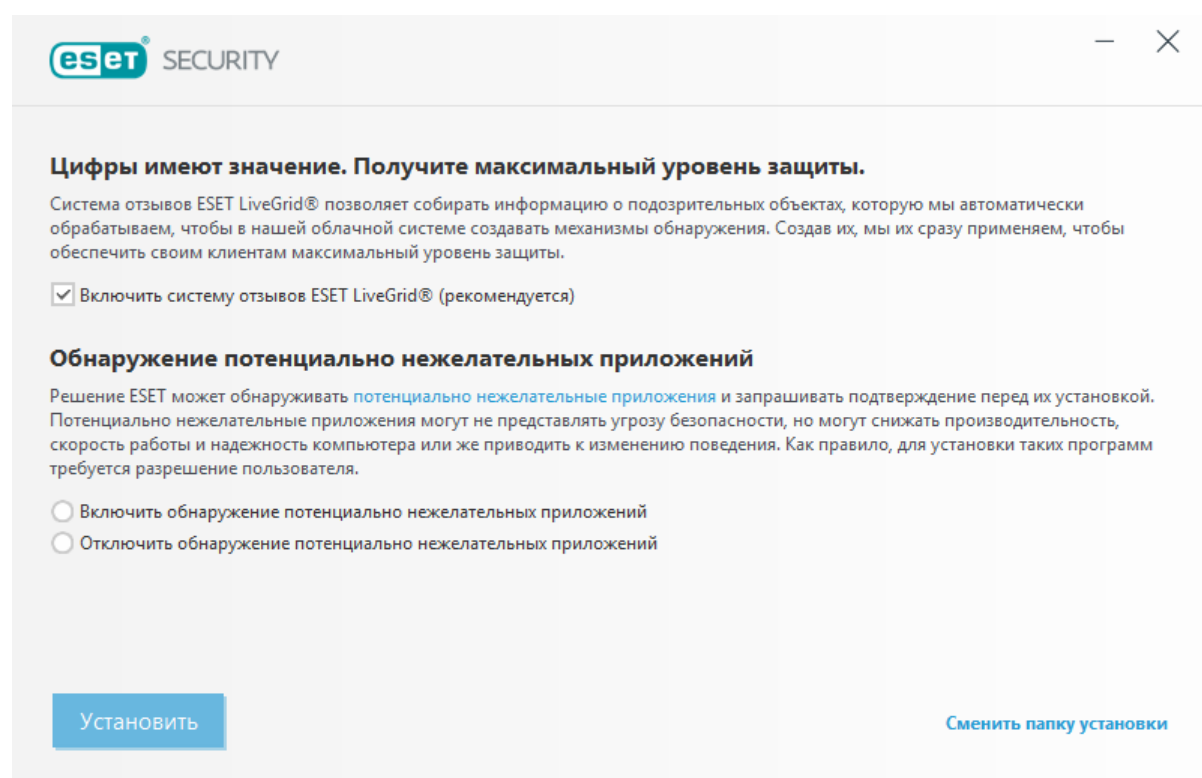 eset® SECURITY
Цифры имеют значение. Получите максимальный уровень защиты.
Система отзывов ESET LiveGrid® позволяет собирать информацию о подозрительных объектах, которую мы автоматически
обрабатываем, чтобы в нашей облачной системе создавать механизмы обнаружения. Создав их, мы их сразу применяем, чтобы
обеспечить своим клиентам максимальный уровень защиты.
Включить систему отзывов ESET LiveGrid® (рекомендуется)
Обнаружение потенциально нежелательных приложений
Решение ESET может обнаруживать потенциально нежелательные приложения и запрашивать подтверждение перед их установкой.
Потенциально нежелательные приложения могут не представлять угрозу безопасности, но могут снижать производительность,
скорость работы и надежность компьютера или же приводить к изменению поведения. Как правило, для установки таких программ
требуется разрешение пользователя.
Включить обнаружение потенциально нежелательных приложений
Отключить обнаружение потенциально нежелательных приложений
Установить
Сменить папку установки